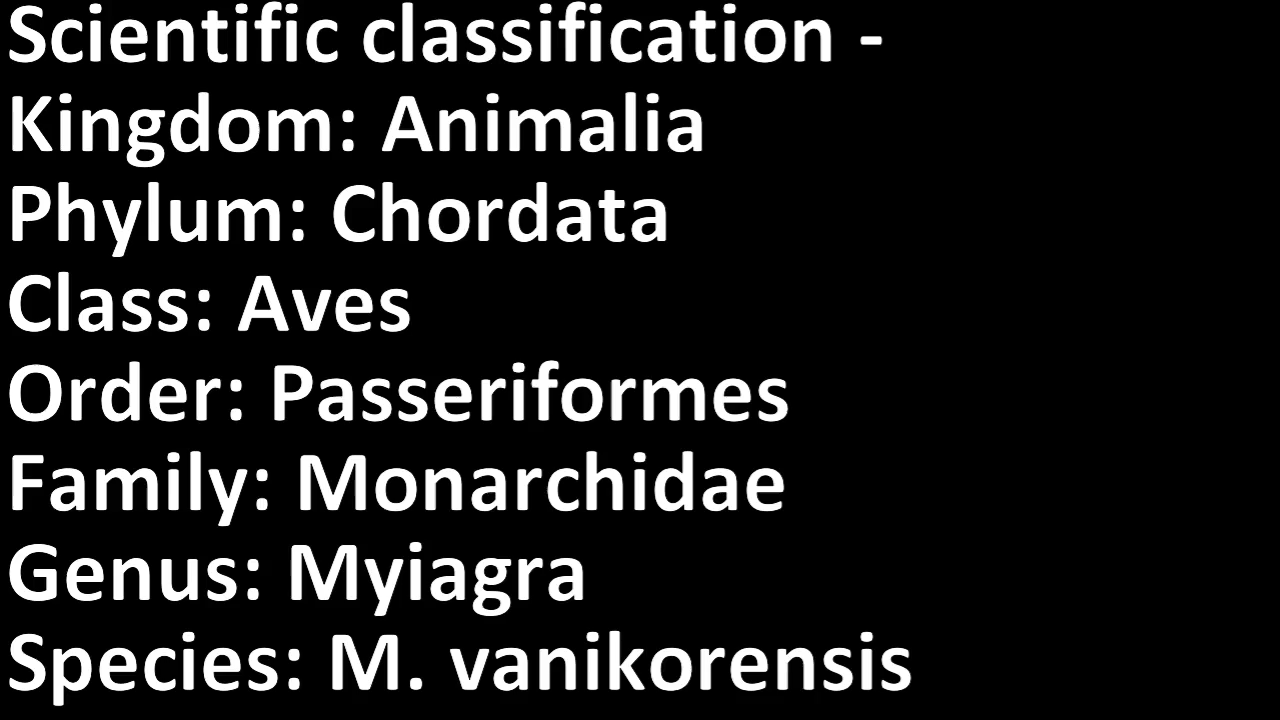 Scientific classification -
Kingdom: Animalia
Phylum: Chordata
Class: Aves
Order: Passeriformes
Family: Monarchidae
Genus: Myiagra
Species: M. vanikorensis